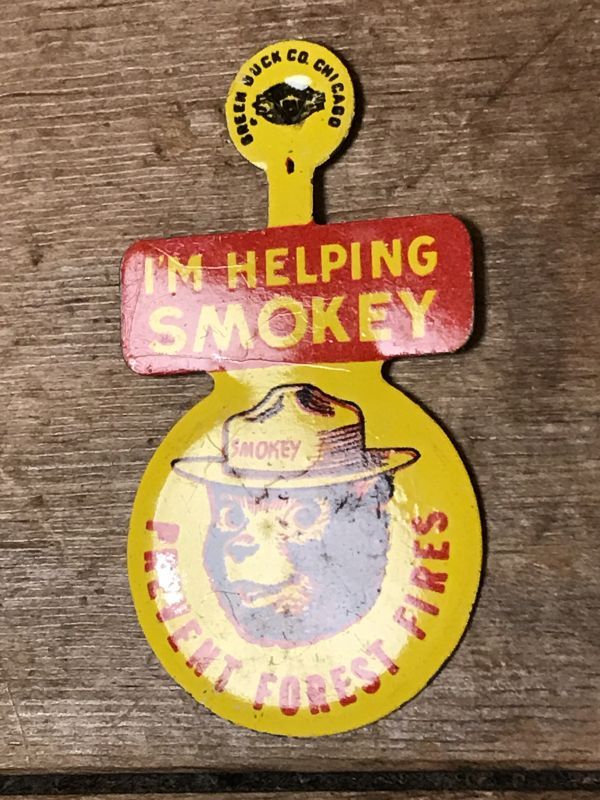 GREEN DUCK CO. CHICAGO
I'M HELPING
SMOKEY
SMOKEY
PREVENT FOREST FIRES